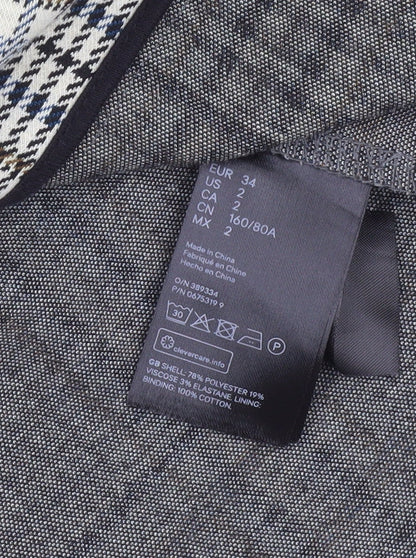 EUR 34
US 2
CA 2
CN 160/80A
MX 2
Made in China
Fabriqué en Chine
Hecho en China
O/N 389334
P/N 0675319 9
30 P
clevercare.info
GB SHELL: 78% POLYESTER 19%
VISCOSE 3% ELASTANE. LINING:
BINDING: 100% COTTON.